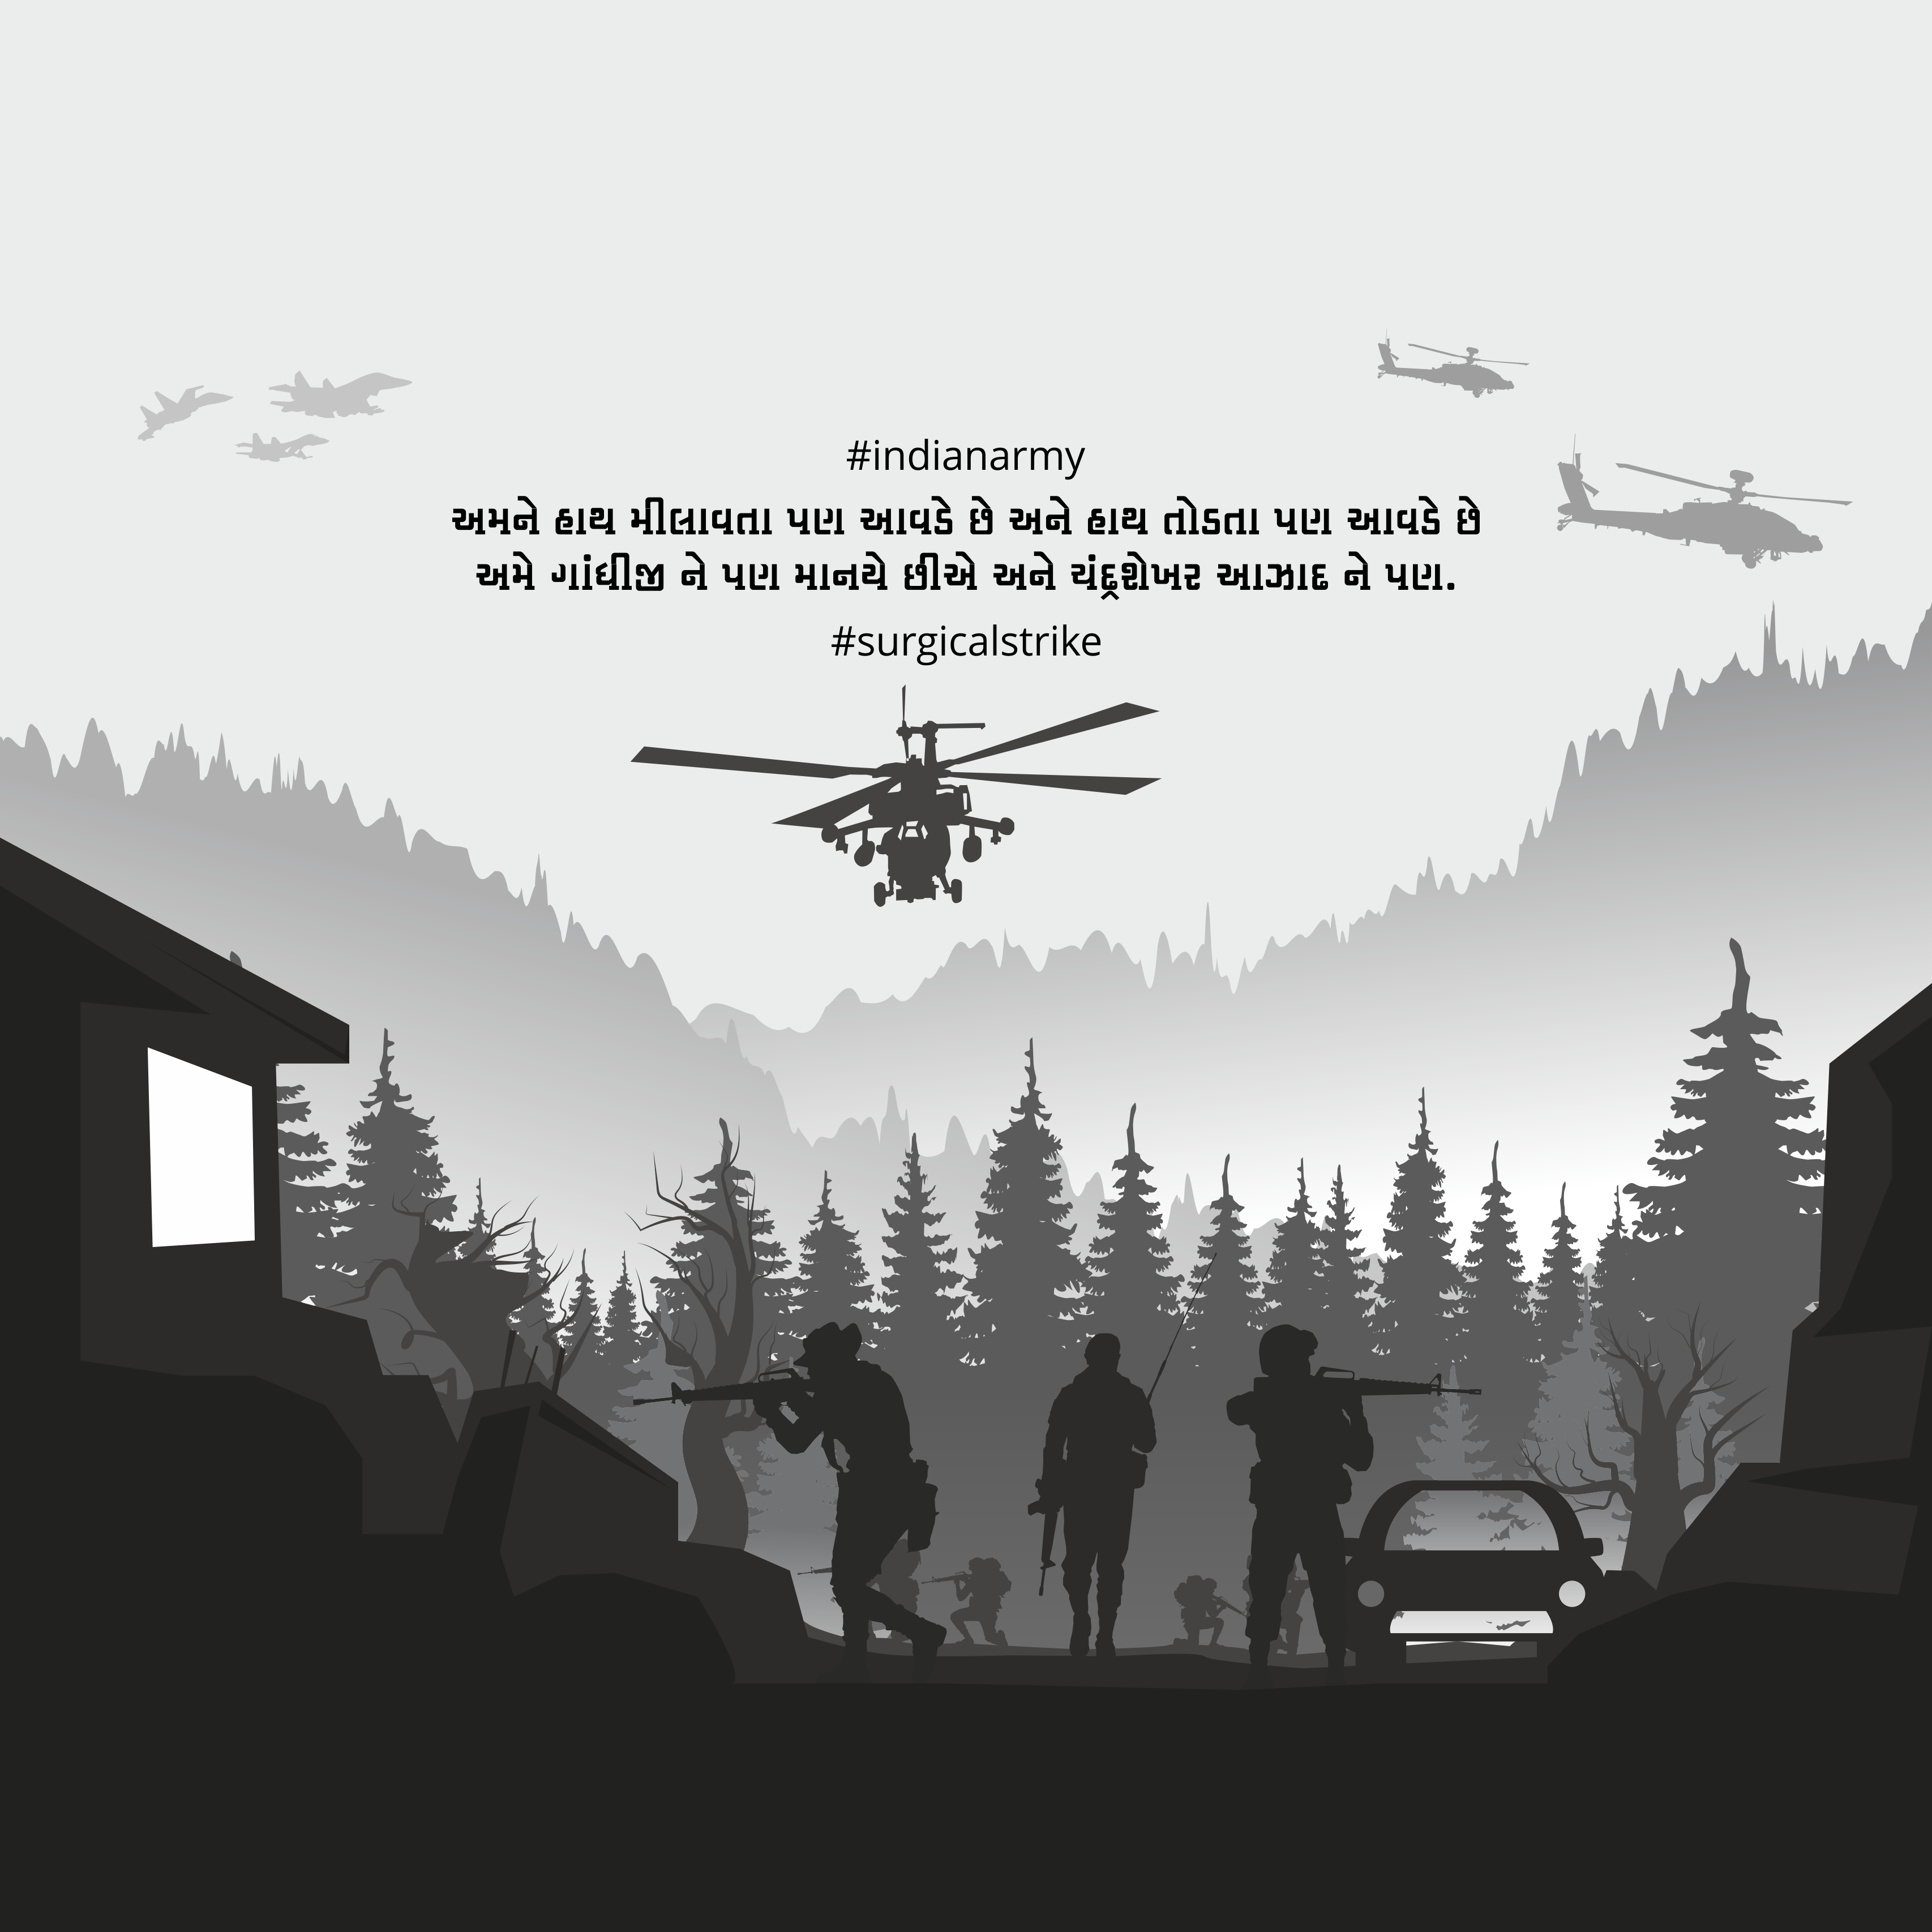 #indianarmy
અમને હાથ મીલાવતા પણ આવડે છે અને હાથ તોડતા પણ આવડે છે
અમે ગાંધીજી ને પણ માનયે છીએ અને ચંદ્રશેખર આઝાદ ને પણ.
#surgicalstrike